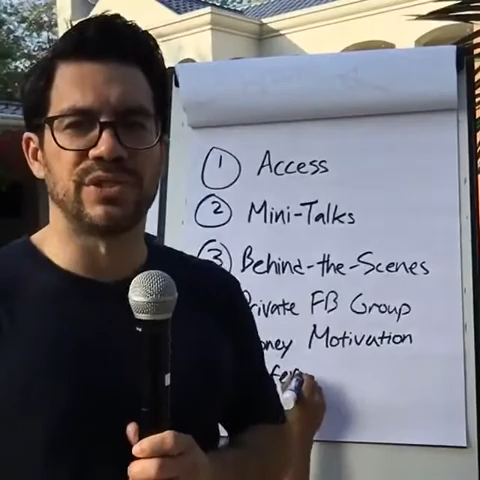 1 Access
2 Mini-Talks
3 Behind-the-Scenes
FB Group
Motivation